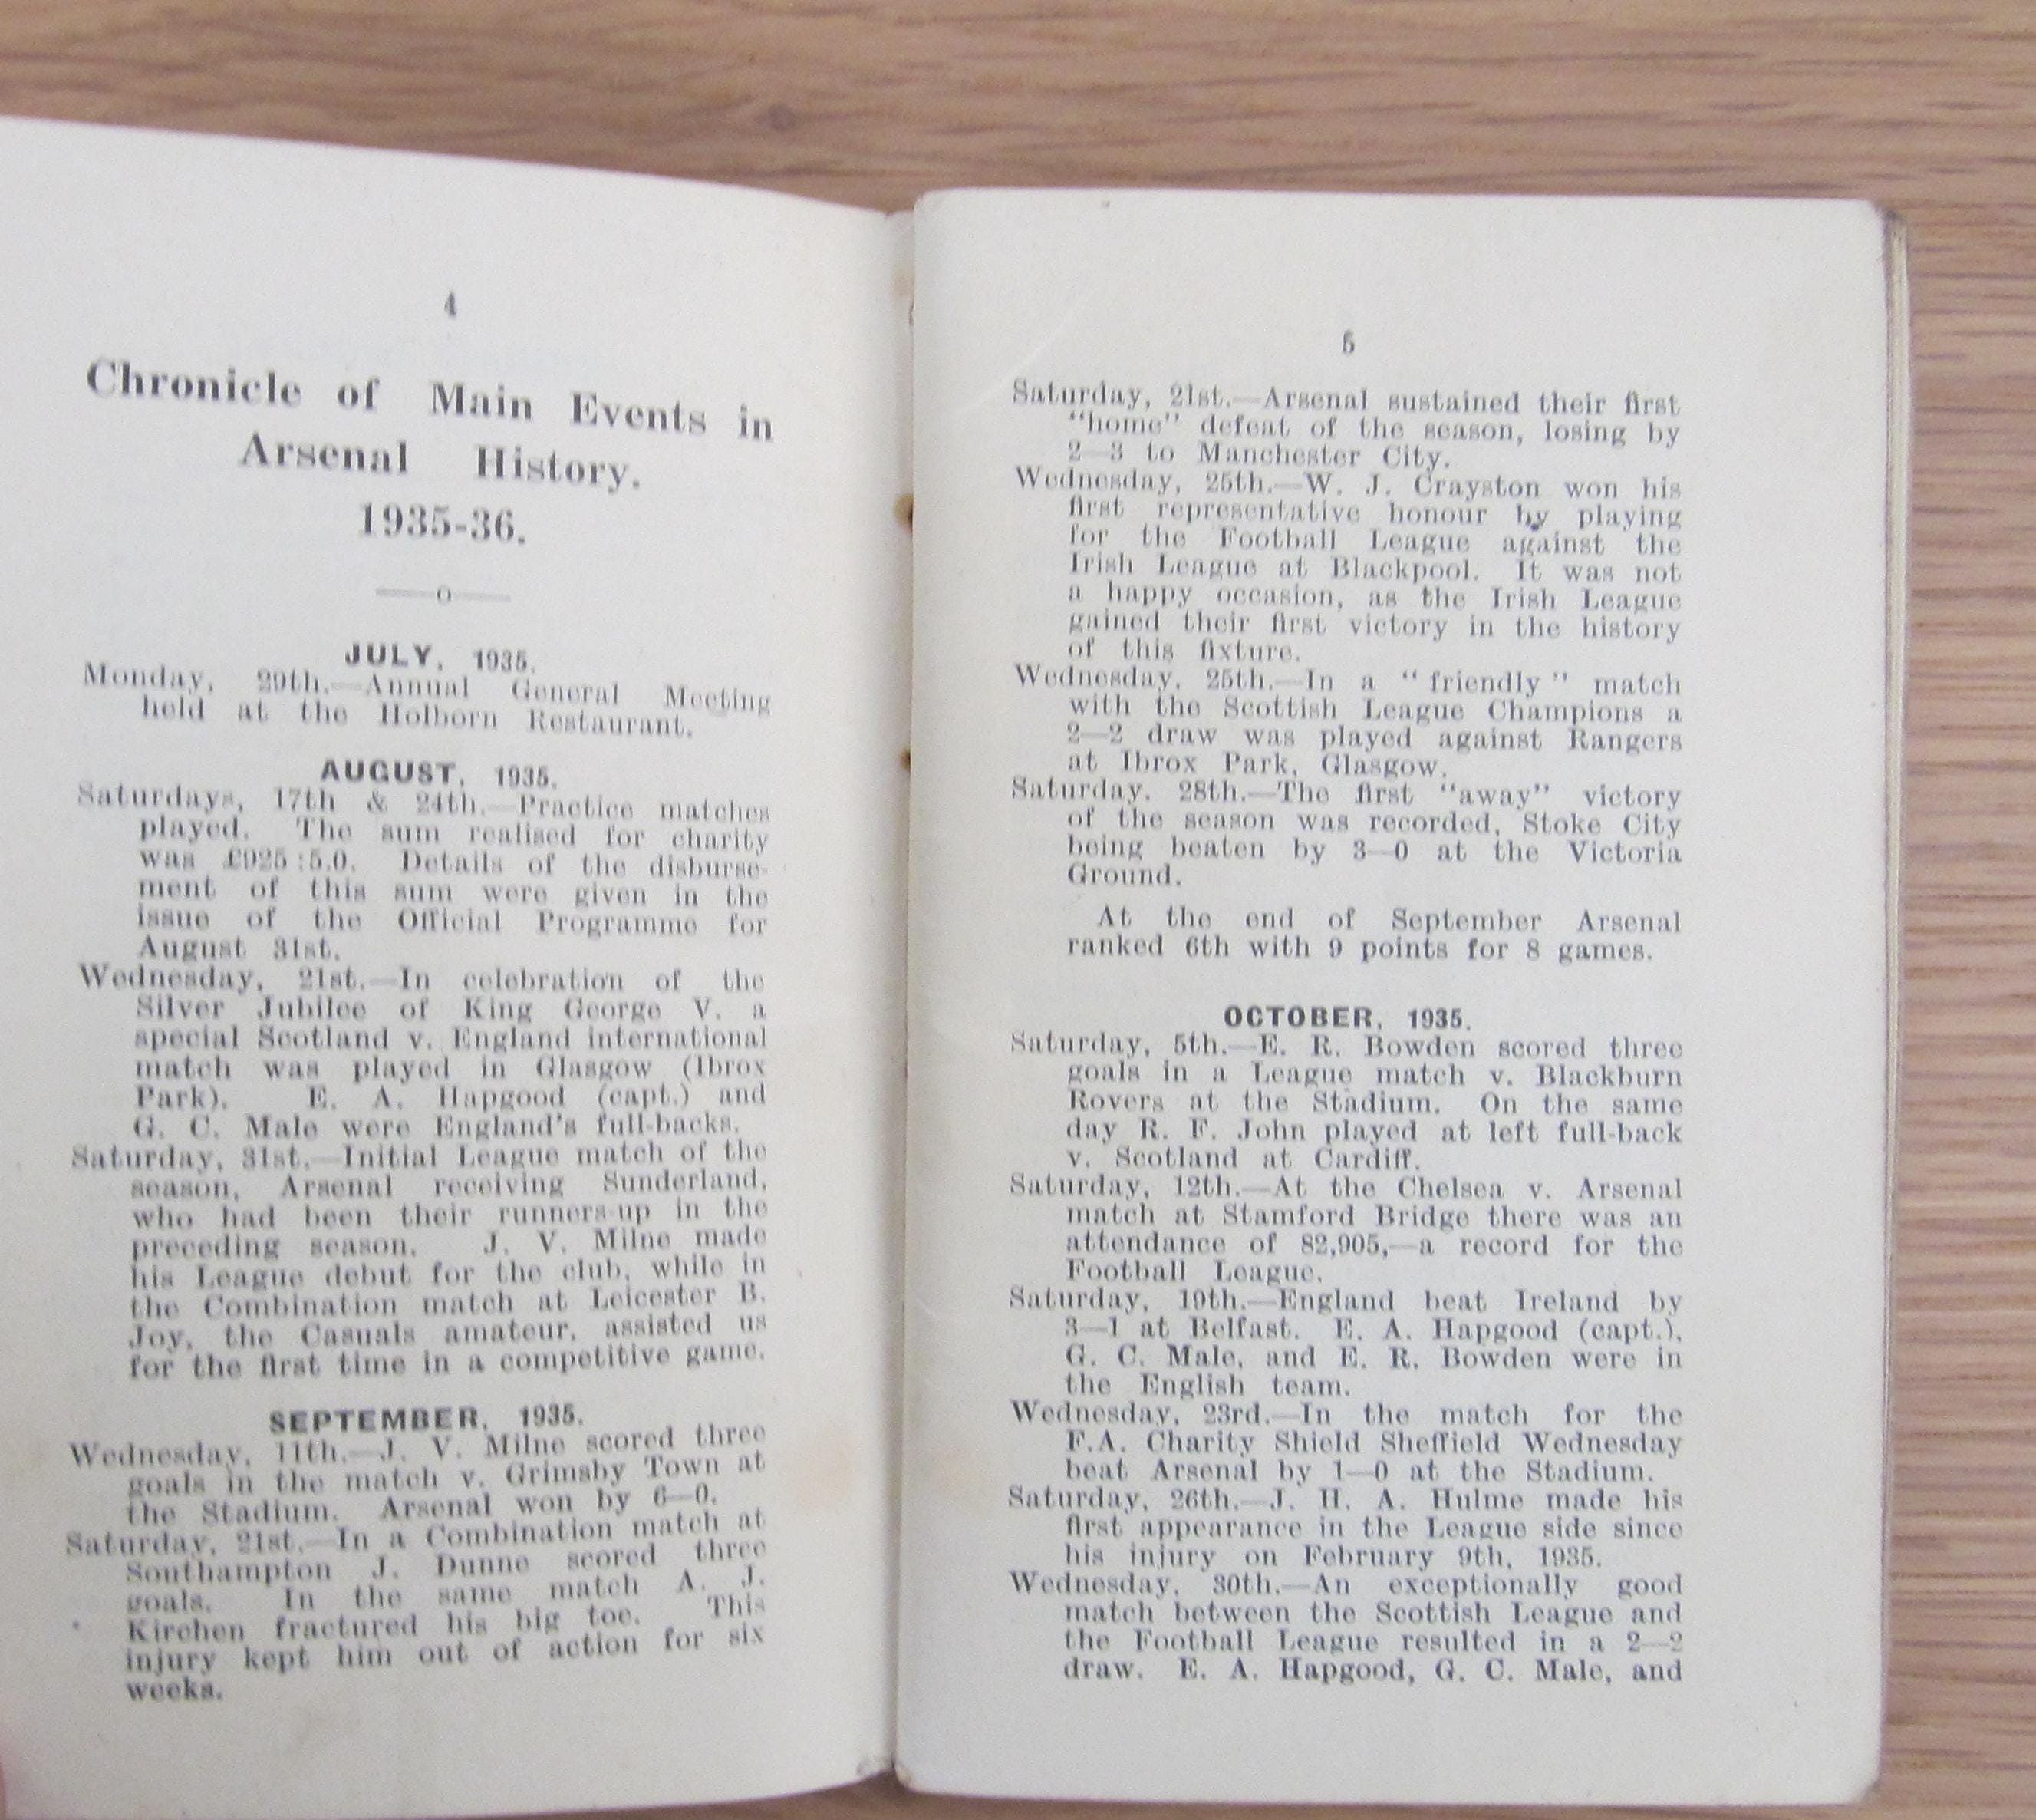 4
Chronicle of Main Events in
Arsenal History.
1935-36.
JULY, 1935.
Monday, 29th.—Annual General Meeting
held at the Holborn Restaurant.
AUGUST, 1935.
Saturdays, 17th & 24th.—Practice matches
played. The sum realised for charity
was £925:5.0. Details of the disburse-
ment of this sum were given in the
issue of the Official Programme for
August 31st.
Wednesday, 21st.—In celebration of the
Silver Jubilee of King George V. a
special Scotland v. England international
match was played in Glasgow (Ibrox
Park). E. A. Hapgood (capt.) and
G. C. Male were England's full-backs.
Saturday, 31st.—Initial League match of the
season, Arsenal receiving Sunderland,
who had been their runners-up in the
preceding season. J. V. Milne made
his League debut for the club, while in
the Combination match at Leicester B.
Joy, the Casuals amateur, assisted us
for the first time in a competitive game.
SEPTEMBER, 1935.
Wednesday, 11th.—J. V. Milne scored three
goals in the match v. Grimsby Town at
the Stadium. Arsenal won by 6—0.
Saturday, 21st.—In a Combination match at
Southampton J. Dunne scored three
goals. In the same match A. J.
Kirchen fractured his big toe. This
injury kept him out of action for six
weeks.
5
Saturday, 21st.—Arsenal sustained their first
"home" defeat of the season, losing by
2—3 to Manchester City.
Wednesday, 25th.—W. J. Crayston won his
first representative honour by playing
for the Football League against the
Irish League at Blackpool. It was not
a happy occasion, as the Irish League
gained their first victory in the history
of this fixture.
Wednesday, 25th.—In a "friendly" match
with the Scottish League Champions a
2—2 draw was played against Rangers
at Ibrox Park, Glasgow.
Saturday, 28th.—The first "away" victory
of the season was recorded, Stoke City
being beaten by 3—0 at the Victoria
Ground.
At the end of September Arsenal
ranked 6th with 9 points for 8 games.
OCTOBER, 1935.
Saturday, 5th.—E. R. Bowden scored three
goals in a League match v. Blackburn
Rovers at the Stadium. On the same
day R. F. John played at left full-back
v. Scotland at Cardiff.
Saturday, 12th.—At the Chelsea v. Arsenal
match at Stamford Bridge there was an
attendance of 82,905,—a record for the
Football League.
Saturday, 19th.—England beat Ireland by
3—1 at Belfast. E. A. Hapgood (capt.),
G. C. Male, and E. R. Bowden were in
the English team.
Wednesday, 23rd.—In the match for the
F.A. Charity Shield Sheffield Wednesday
beat Arsenal by 1—0 at the Stadium.
Saturday, 26th.—J. H. A. Hulme made his
first appearance in the League side since
his injury on February 9th, 1935.
Wednesday, 30th.—An exceptionally good
match between the Scottish League and
the Football League resulted in a 2—2
draw. E. A. Hapgood, G. C. Male, and